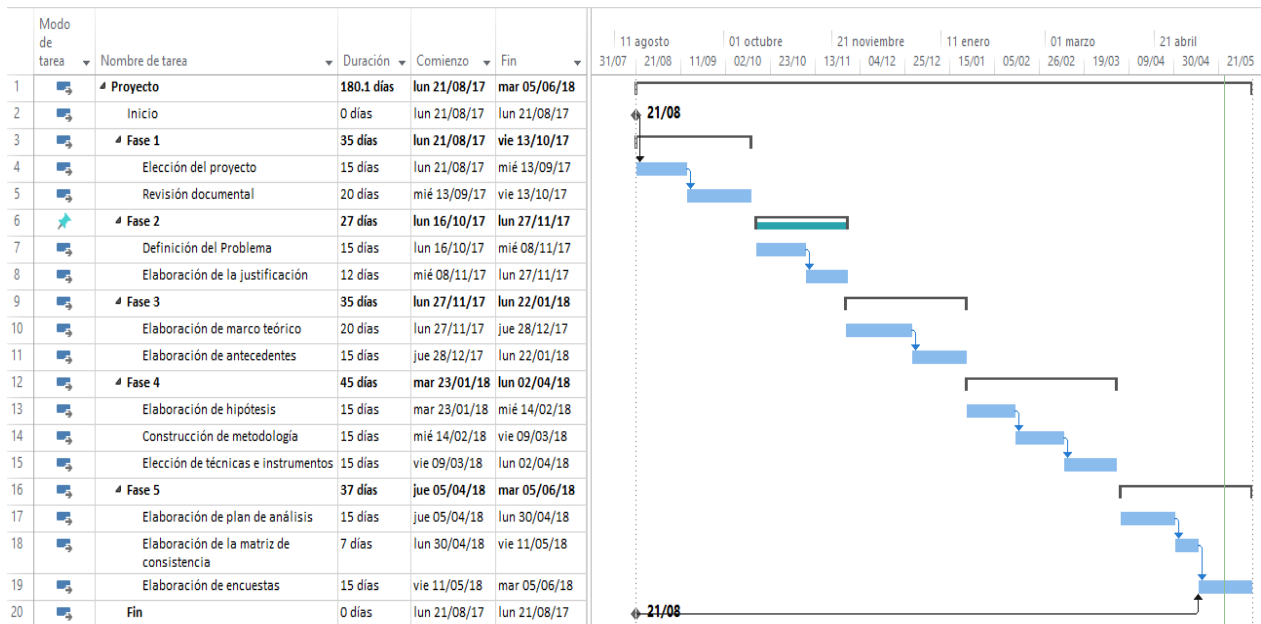 Modo de tarea Nombre de tarea Duración Comienzo Fin
11 agosto 01 octubre 21 noviembre 11 enero 01 marzo 21 abril
31/07 21/08 11/09 02/10 23/10 13/11 04/12 25/12 15/01 05/02 26/02 19/03 09/04 30/04 21/05
1 Proyecto 180.1 días lun 21/08/17 mar 05/06/18
2 Inicio 0 días lun 21/08/17 lun 21/08/17 21/08
3 Fase 1 35 días lun 21/08/17 vie 13/10/17
4 Elección del proyecto 15 días lun 21/08/17 mié 13/09/17
5 Revisión documental 20 días mié 13/09/17 vie 13/10/17
6 Fase 2 27 días lun 16/10/17 lun 27/11/17
7 Definición del Problema 15 días lun 16/10/17 mié 08/11/17
8 Elaboración de la justificación 12 días mié 08/11/17 lun 27/11/17
9 Fase 3 35 días lun 27/11/17 lun 22/01/18
10 Elaboración de marco teórico 20 días lun 27/11/17 jue 28/12/17
11 Elaboración de antecedentes 15 días jue 28/12/17 lun 22/01/18
12 Fase 4 45 días mar 23/01/18 lun 02/04/18
13 Elaboración de hipótesis 15 días mar 23/01/18 mié 14/02/18
14 Construcción de metodología 15 días mié 14/02/18 vie 09/03/18
15 Elección de técnicas e instrumentos 15 días vie 09/03/18 lun 02/04/18
16 Fase 5 37 días jue 05/04/18 mar 05/06/18
17 Elaboración de plan de análisis 15 días jue 05/04/18 lun 30/04/18
18 Elaboración de la matriz de consistencia 7 días lun 30/04/18 vie 11/05/18
19 Elaboración de encuestas 15 días vie 11/05/18 mar 05/06/18
20 Fin 0 días lun 21/08/17 lun 21/08/17 21/08